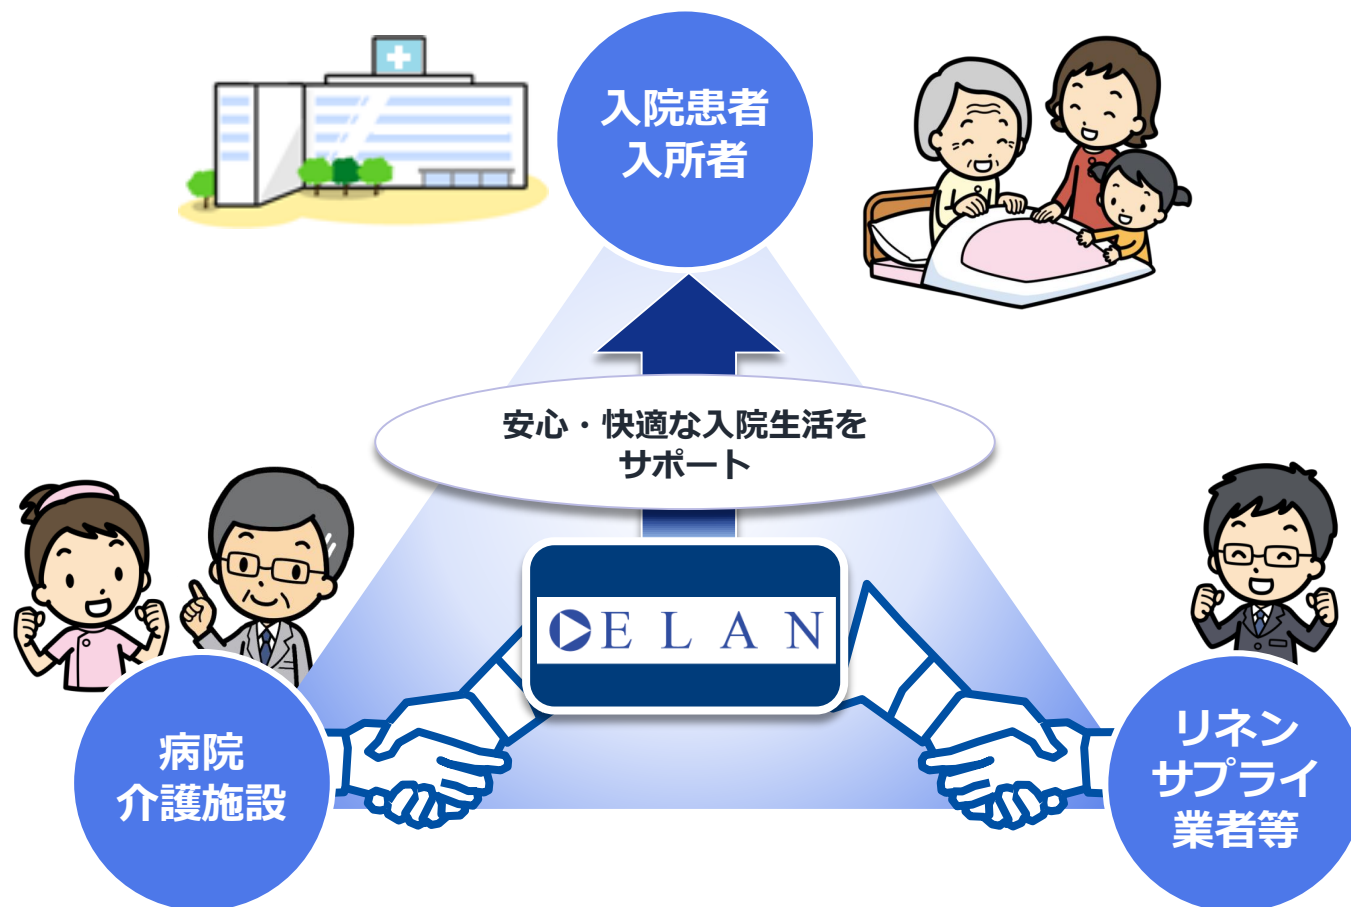 入院患者
入所者
安心・快適な入院生活を
サポート
ELAN
病院
介護施設
リネン
サプライ
業者等